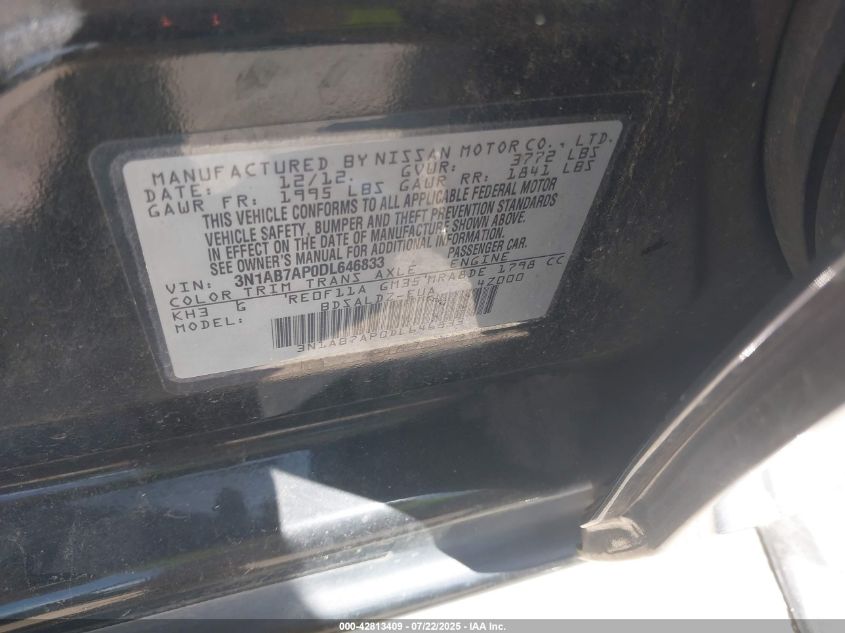 MANUFACTURED BY NISSAN MOTOR CO., LTD.
DATE: 12/12. GVWR: 3772 LBS
GAWR FR: 1995 LBS GAWR RR: 1841 LBS
THIS VEHICLE CONFORMS TO ALL APPLICABLE FEDERAL MOTOR
VEHICLE SAFETY, BUMPER AND THEFT PREVENTION STANDARDS
IN EFFECT ON THE DATE OF MANUFACTURE SHOWN ABOVE.
SEE OWNER'S MANUAL FOR ADDITIONAL INFORMATION.
VIN: 3N1AB7AP0DL646833 PASSENGER CAR.
COLOR TRIM TRANS AXLE ENGINE
KH3 G RE0F11A GM35 MRA8DE 1798 CC
MODEL: 4Z000
3N1AB7AP0DL646833
000-42813409 - 07/22/2025 - IAA Inc.